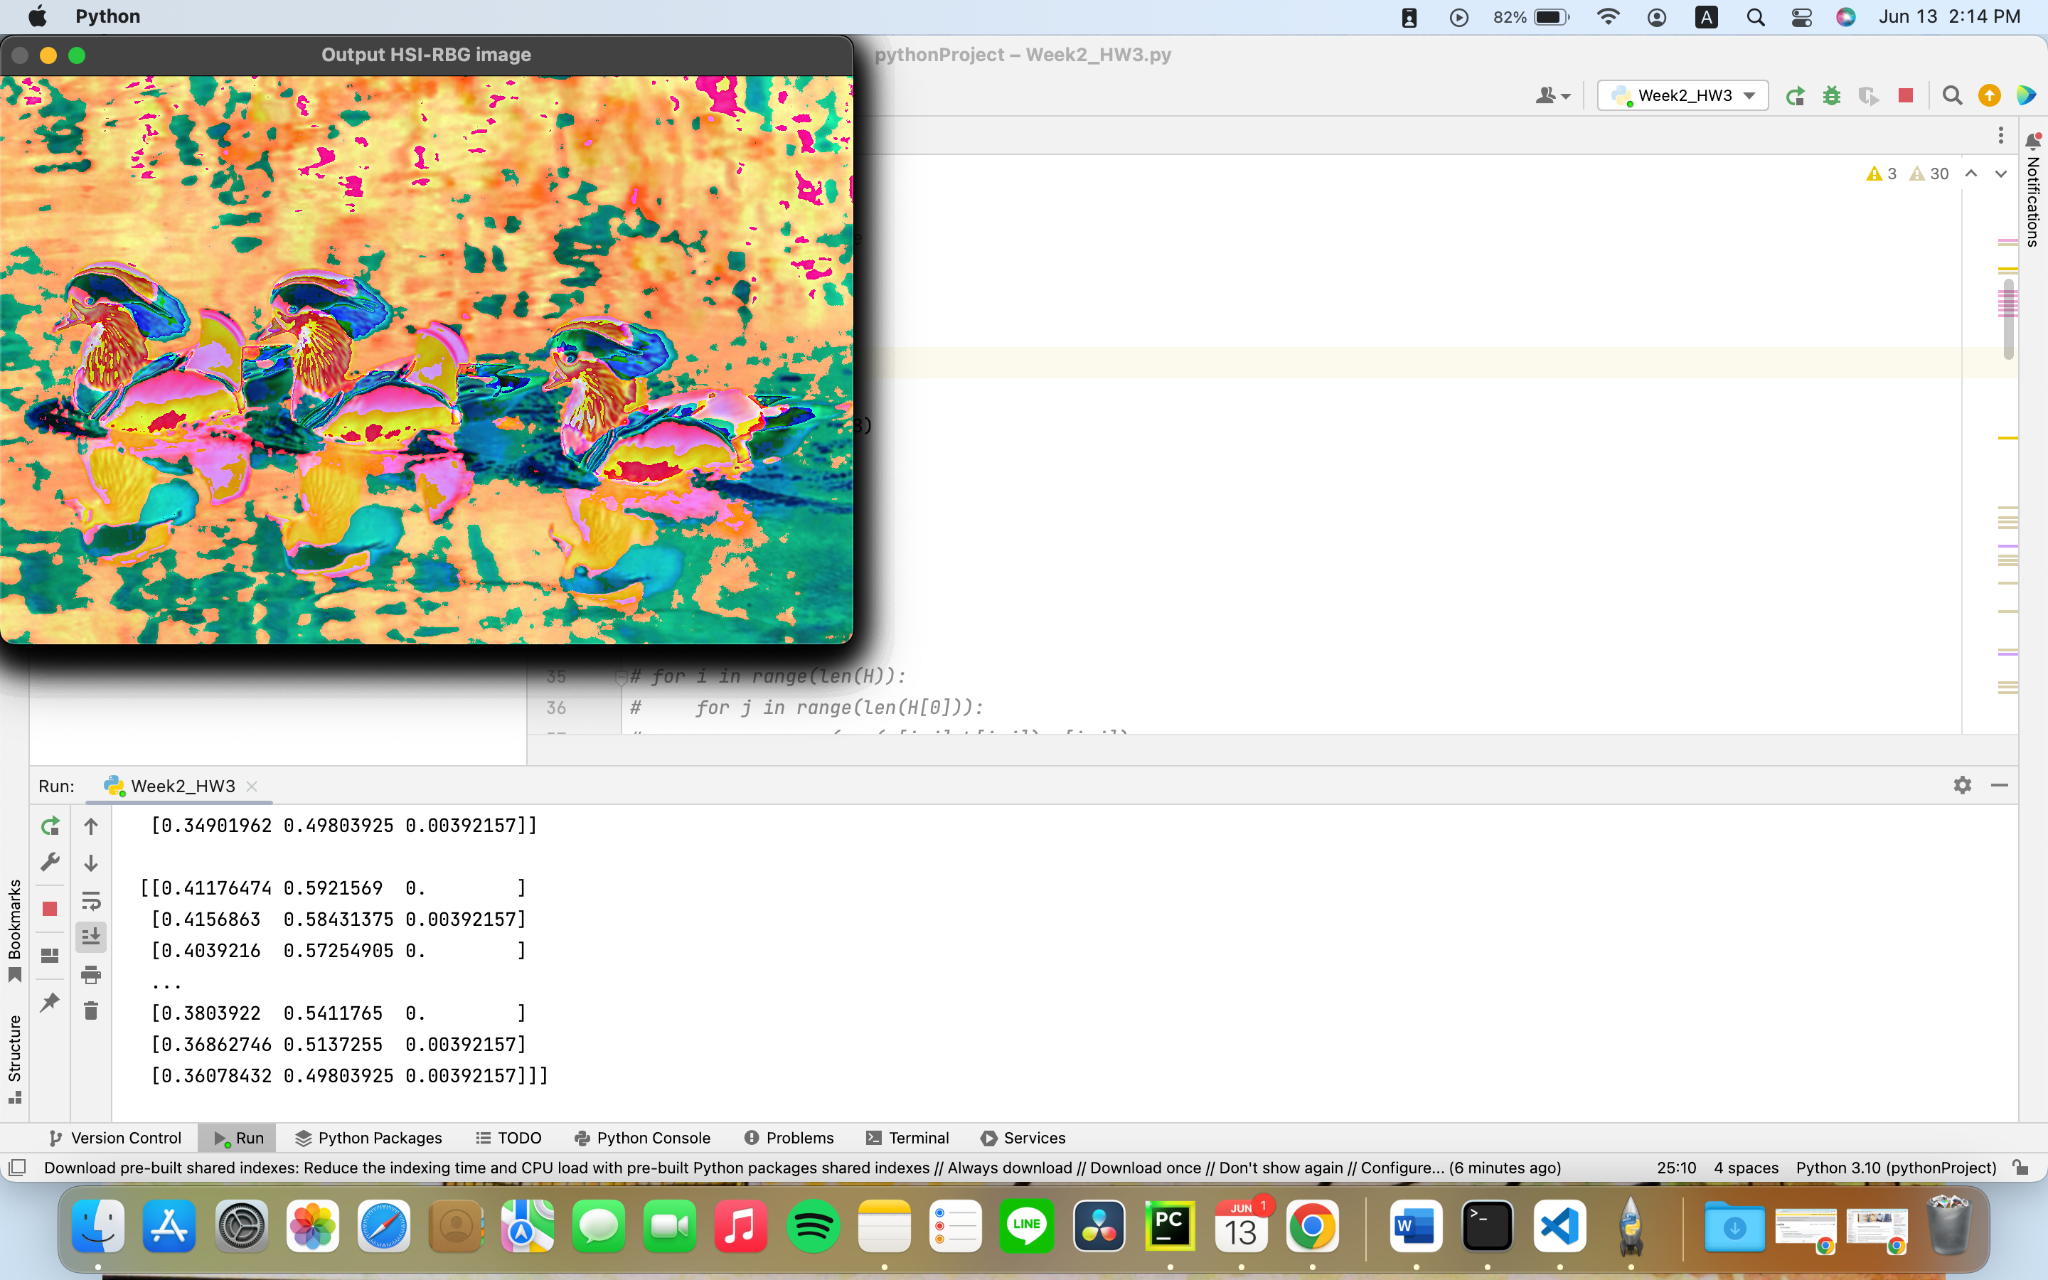 Python
82%
A
Jun 13 2:14 PM
Output HSI-RBG image
pythonProject – Week2_HW3.py
Week2_HW3
3 30
Notifications
35 # for i in range(len(H)):
36 # for j in range(len(H[0])):
Run: Week2_HW3
[0.34901962 0.49803925 0.00392157]]
[[0.41176474 0.5921569 0. ]
[0.4156863 0.58431375 0.00392157]
[0.4039216 0.57254905 0. ]
...
[0.3803922 0.5411765 0. ]
[0.36862746 0.5137255 0.00392157]
[0.36078432 0.49803925 0.00392157]]]
Bookmarks
Structure
Version Control Run Python Packages TODO Python Console Problems Terminal Services
Download pre-built shared indexes: Reduce the indexing time and CPU load with pre-built Python packages shared indexes // Always download // Download once // Don't show again // Configure... (6 minutes ago) 25:10 4 spaces Python 3.10 (pythonProject)
LINE
PC
JUN 1
13
W
>_